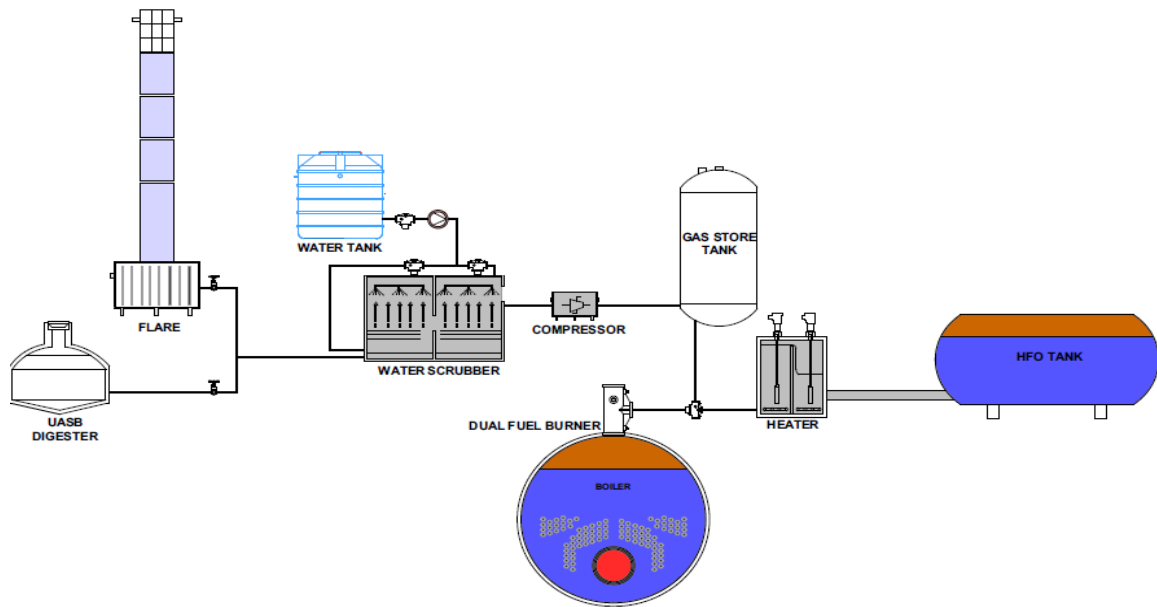 WATER TANK
GAS STORE
TANK
FLARE
COMPRESSOR
WATER SCRUBBER
HFO TANK
UASB
DIGESTER
DUAL FUEL BURNER
HEATER
BOILER